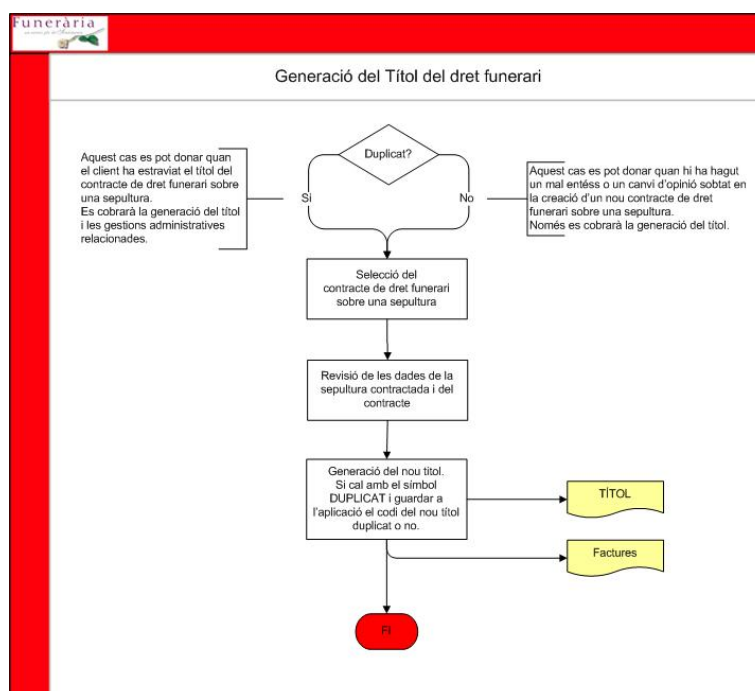 Funerària
Generació del Títol del dret funerari
Duplicat?
Aquest cas es pot donar quan
el client ha estraviat el títol del
contracte de dret funerari sobre
una sepultura.
Es cobrarà la generació del títol
i les gestions administratives
relacionades.
Si
No
Aquest cas es pot donar quan hi ha hagut
un mal entéss o un canvi d'opinió sobtat en
la creació d'un nou contracte de dret
funerari sobre una sepultura.
Només es cobrarà la generació del títol.
Selecció del
contracte de dret funerari
sobre una sepultura
Revisió de les dades de la
sepultura contractada i del
contracte
Generació del nou titol.
Si cal amb el símbol
DUPLICAT i guardar a
l'aplicació el codi del nou títol
duplicat o no.
TÍTOL
Factures
FI